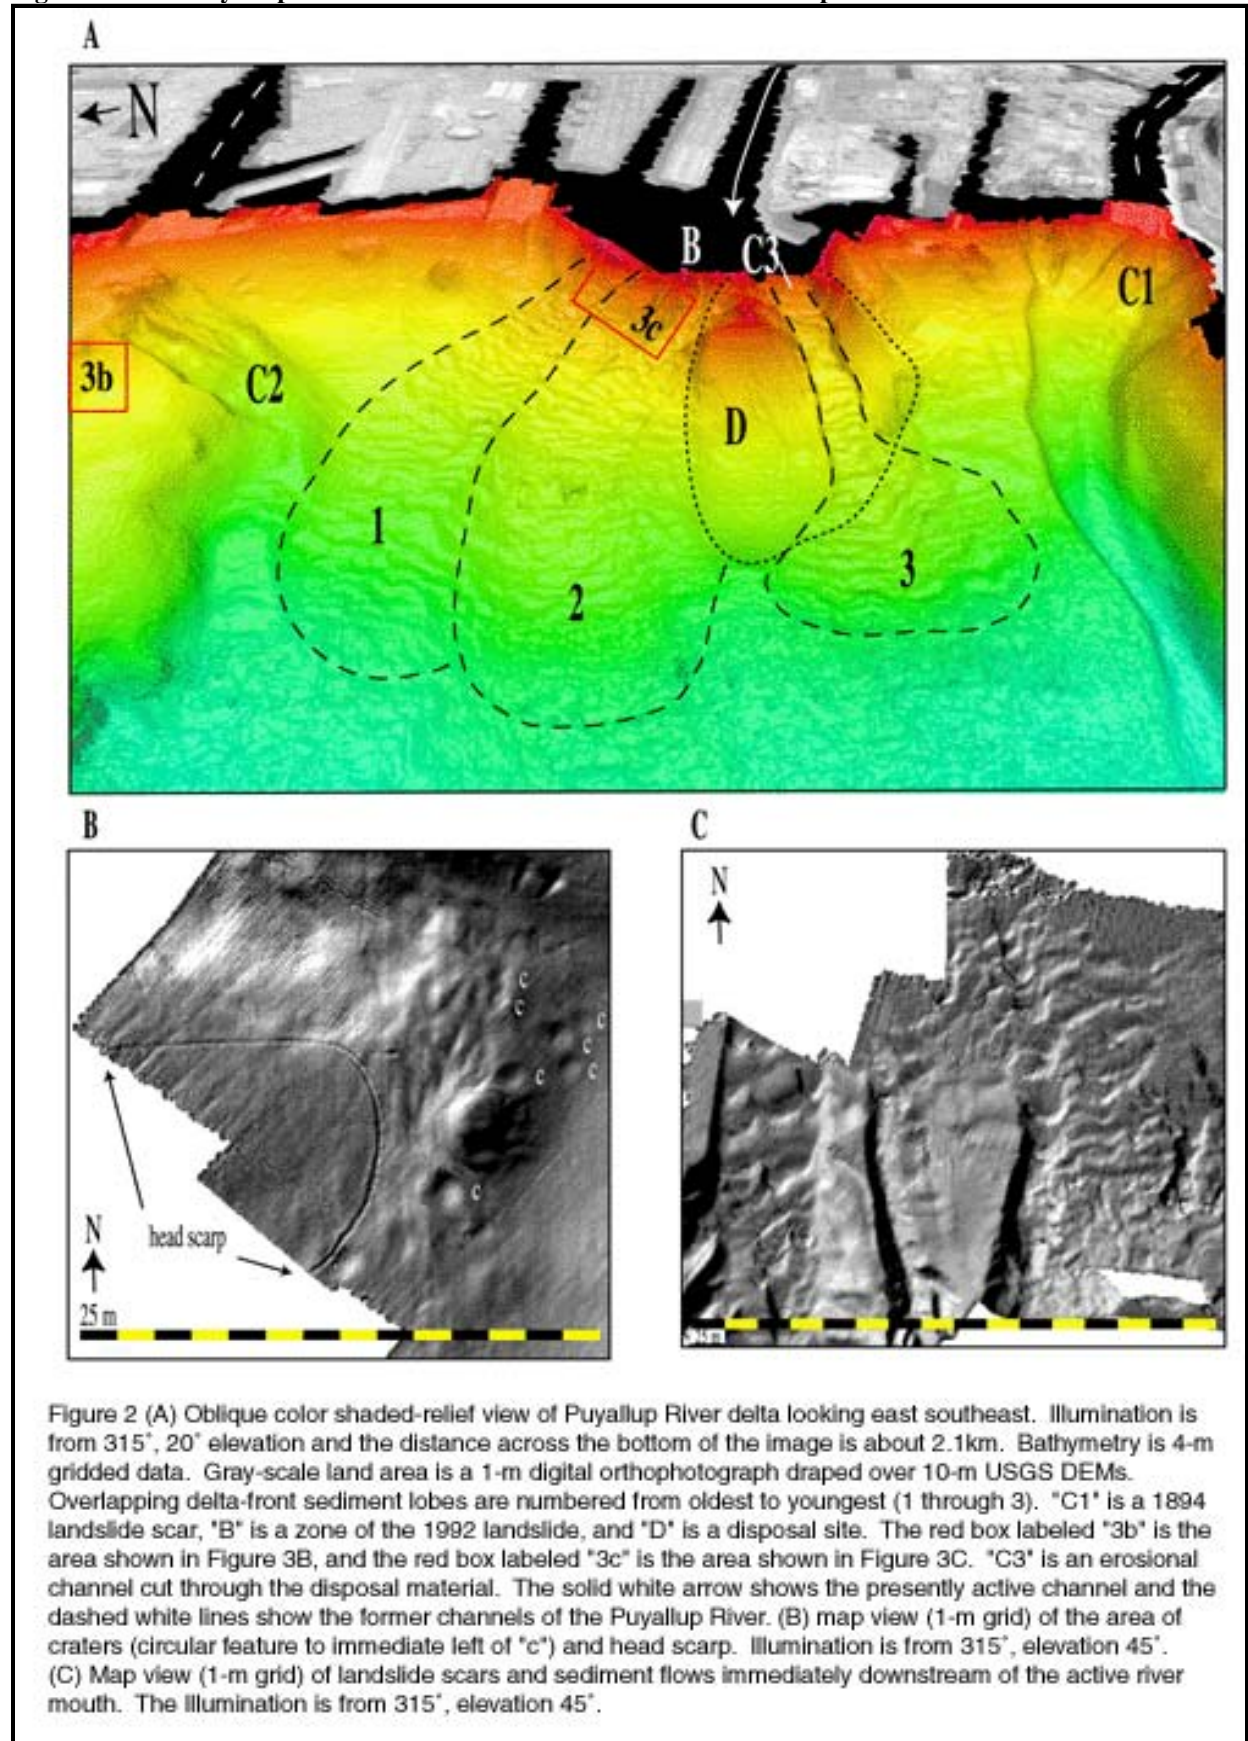 A
N
B
C3
C1
3c
3b
C2
D
1
2
3
B
C
c
c
c
c
c
c
c
N
head scarp
N
25 m
Figure 2 (A) Oblique color shaded-relief view of Puyallup River delta looking east southeast. Illumination is
from 315°, 20° elevation and the distance across the bottom of the image is about 2.1km. Bathymetry is 4-m
gridded data. Gray-scale land area is a 1-m digital orthophotograph draped over 10-m USGS DEMs.
Overlapping delta-front sediment lobes are numbered from oldest to youngest (1 through 3). "C1" is a 1894
landslide scar, "B" is a zone of the 1992 landslide, and "D" is a disposal site. The red box labeled "3b" is the
area shown in Figure 3B, and the red box labeled "3c" is the area shown in Figure 3C. "C3" is an erosional
channel cut through the disposal material. The solid white arrow shows the presently active channel and the
dashed white lines show the former channels of the Puyallup River. (B) map view (1-m grid) of the area of
craters (circular feature to immediate left of "c") and head scarp. Illumination is from 315°, elevation 45°.
(C) Map view (1-m grid) of landslide scars and sediment flows immediately downstream of the active river
mouth. The Illumination is from 315°, elevation 45°.